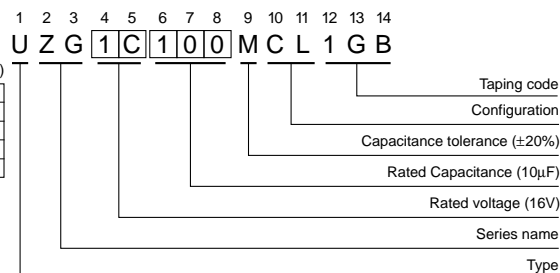 1 2 3 4 5 6 7 8 9 10 11 12 13 14
U Z G 1 C 1 0 0 M C L 1 G B
)
Taping code
Configuration
Capacitance tolerance (±20%)
Rated Capacitance (10μF)
Rated voltage (16V)
Series name
Type